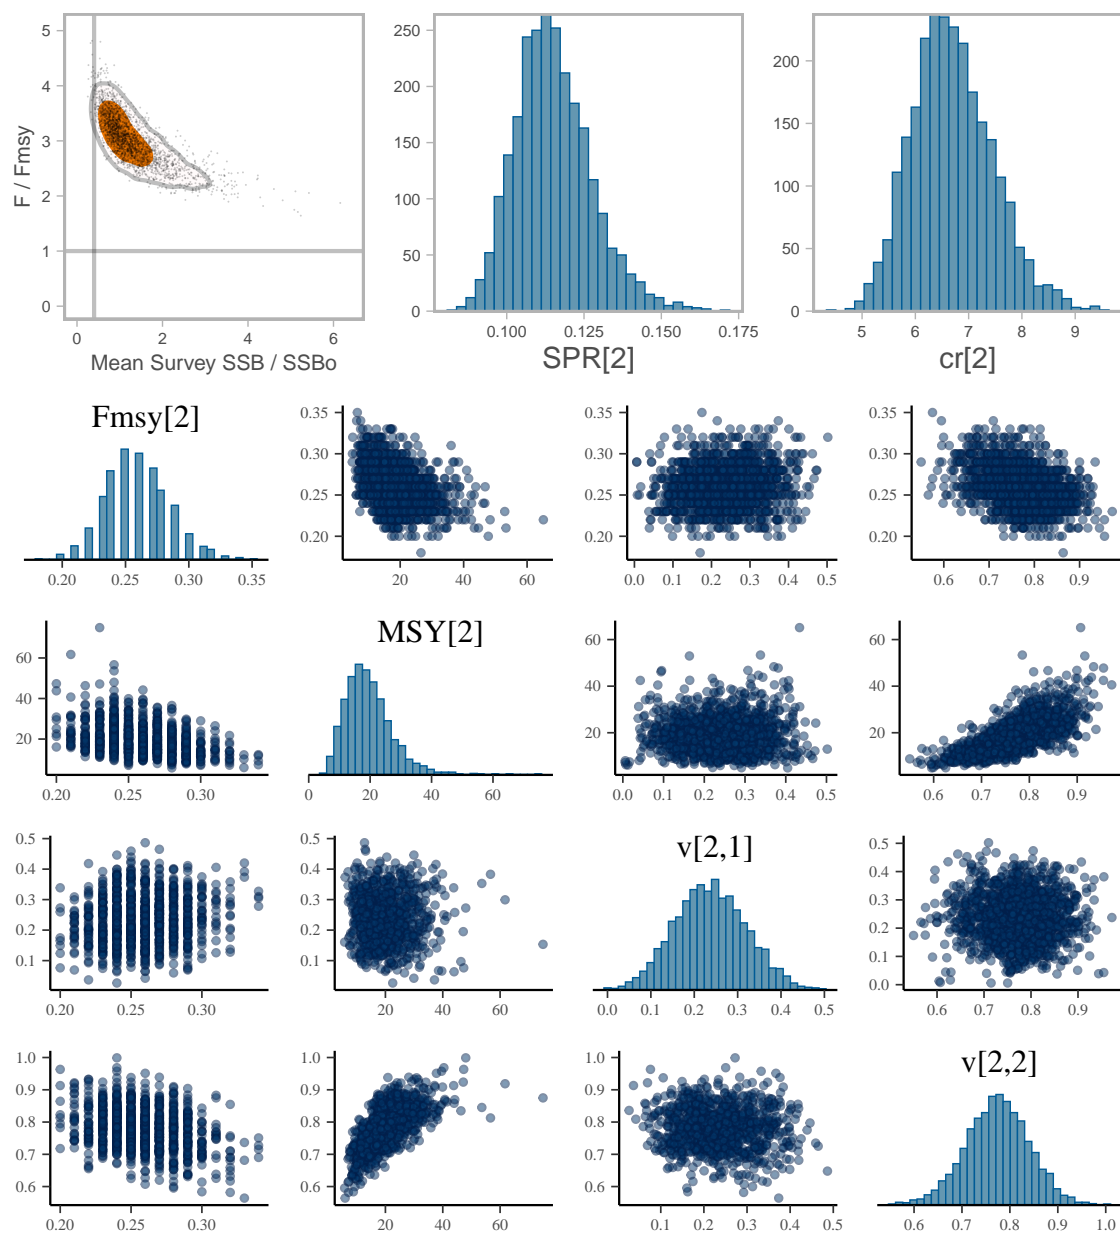 5
4
3
2
1
0
F / Fmsy
0 2 4 6
Mean Survey SSB / SSBo
250
200
150
100
50
0
0.100 0.125 0.150 0.175
SPR[2]
200
150
100
50
0
5 6 7 8 9
cr[2]
Fmsy[2]
0.20 0.25 0.30 0.35
0.35
0.30
0.25
0.20
20 40 60
0.35
0.30
0.25
0.20
0.0 0.1 0.2 0.3 0.4 0.5
0.35
0.30
0.25
0.20
0.6 0.7 0.8 0.9
60
40
20
0.20 0.25 0.30
MSY[2]
0 20 40 60
60
40
20
0.0 0.1 0.2 0.3 0.4 0.5
60
40
20
0.6 0.7 0.8 0.9
0.5
0.4
0.3
0.2
0.1
0.20 0.25 0.30
0.5
0.4
0.3
0.2
0.1
20 40 60
v[2,1]
0.0 0.1 0.2 0.3 0.4 0.5
0.5
0.4
0.3
0.2
0.1
0.0
0.6 0.7 0.8 0.9
1.0
0.9
0.8
0.7
0.6
0.20 0.25 0.30
1.0
0.9
0.8
0.7
0.6
20 40 60
1.0
0.9
0.8
0.7
0.6
0.1 0.2 0.3 0.4 0.5
v[2,2]
0.6 0.7 0.8 0.9 1.0